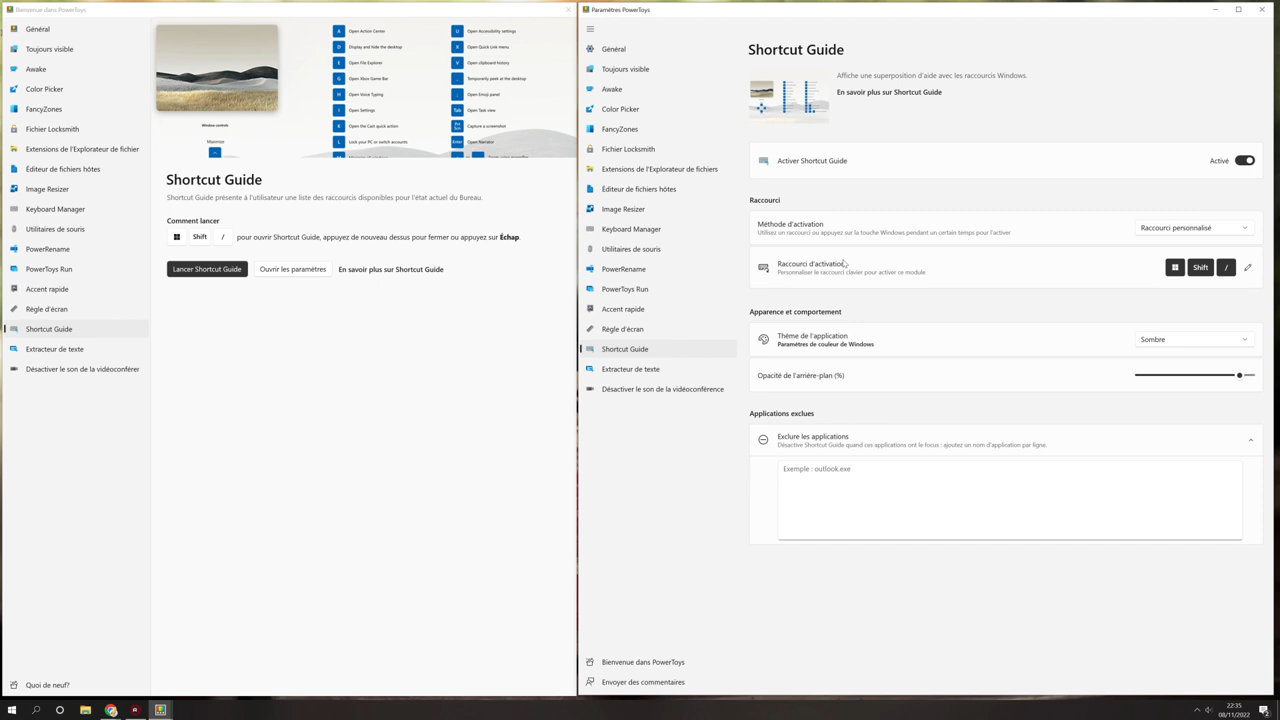 Bienvenue dans PowerToys
Général
Toujours visible
Awake
Color Picker
FancyZones
Fichier Locksmith
Extensions de l'Explorateur de fichier
Éditeur de fichiers hôtes
Image Resizer
Keyboard Manager
Utilitaires de souris
PowerRename
PowerToys Run
Accent rapide
Règle d'écran
Shortcut Guide
Extracteur de texte
Désactiver le son de la vidéoconféren
Quoi de neuf?
Window controls
Maximize
A Open Action Center
D Display and hide the desktop
E Open File Explorer
G Open Xbox Game Bar
H Open Voice Typing
I Open Settings
K Open the Cast quick action
L Lock your PC or switch accounts
U Open Accessibility settings
X Open Quick Link menu
V Open clipboard history
, Temporarily peek at the desktop
. Open Emoji panel
Tab Open Task view
Prt Scn Capture a screenshot
Enter Open Narrator
Shortcut Guide
Shortcut Guide présente à l'utilisateur une liste des raccourcis disponibles pour l'état actuel du Bureau.
Comment lancer
Shift / pour ouvrir Shortcut Guide, appuyez de nouveau dessus pour fermer ou appuyez sur Échap.
Lancer Shortcut Guide Ouvrir les paramètres En savoir plus sur Shortcut Guide
Paramètres PowerToys
Général
Toujours visible
Awake
Color Picker
FancyZones
Fichier Locksmith
Extensions de l'Explorateur de fichiers
Éditeur de fichiers hôtes
Image Resizer
Keyboard Manager
Utilitaires de souris
PowerRename
PowerToys Run
Accent rapide
Règle d'écran
Shortcut Guide
Extracteur de texte
Désactiver le son de la vidéoconférence
Bienvenue dans PowerToys
Envoyer des commentaires
Shortcut Guide
Affiche une superposition d'aide avec les raccourcis Windows.
En savoir plus sur Shortcut Guide
Activer Shortcut Guide Activé
Raccourci
Méthode d'activation
Utilisez un raccourci ou appuyez sur la touche Windows pendant un certain temps pour l'activer
Raccourci personnalisé
Raccourci d'activation
Personnaliser le raccourci clavier pour activer ce module
Shift /
Apparence et comportement
Thème de l'application
Paramètres de couleur de Windows
Sombre
Opacité de l'arrière-plan (%)
Applications exclues
Exclure les applications
Désactive Shortcut Guide quand ces applications ont le focus : ajoutez un nom d'application par ligne.
Exemple : outlook.exe
22:35
08/11/2022
2